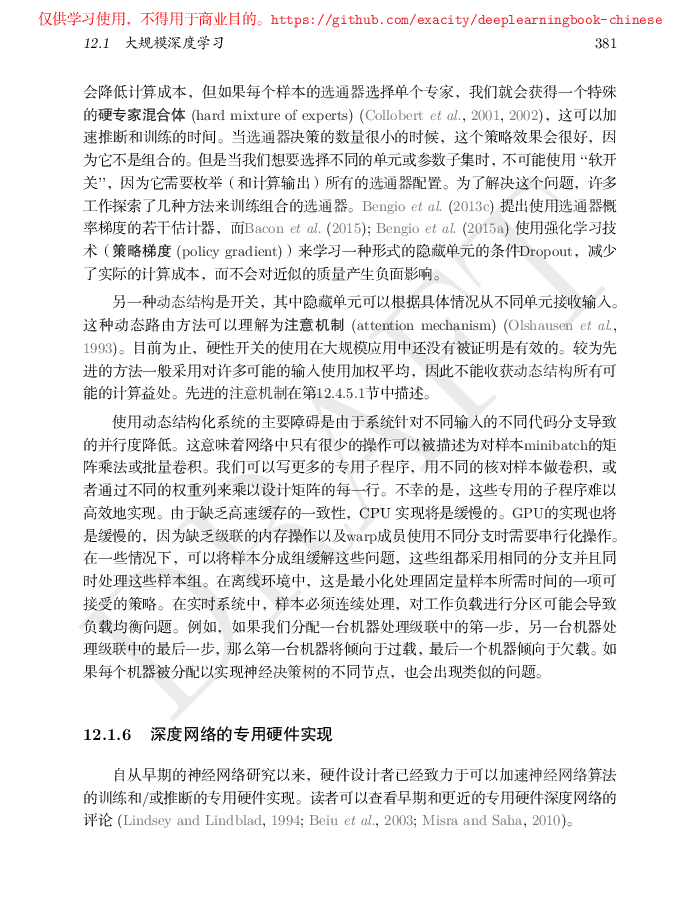 仅供学习使用，不得用于商业目的。https://github.com/exacity/deeplearningbook-chinese
12.1 大规模深度学习 381
会降低计算成本，但如果每个样本的选通器选择单个专家，我们就会获得一个特殊
的硬专家混合体 (hard mixture of experts) (Collobert et al., 2001, 2002)，这可以加
速推断和训练的时间。当选通器决策的数量很小的时候，这个策略效果会很好，因
为它不是组合的。但是当我们想要选择不同的单元或参数子集时，不可能使用 “软开
关”，因为它需要枚举（和计算输出）所有的选通器配置。为了解决这个问题，许多
工作探索了几种方法来训练组合的选通器。Bengio et al. (2013c) 提出使用选通器概
率梯度的若干估计器，而Bacon et al. (2015); Bengio et al. (2015a) 使用强化学习技
术（策略梯度 (policy gradient)）来学习一种形式的隐藏单元的条件Dropout，减少
了实际的计算成本，而不会对近似的质量产生负面影响。
另一种动态结构是开关，其中隐藏单元可以根据具体情况从不同单元接收输入。
这种动态路由方法可以理解为注意机制 (attention mechanism) (Olshausen et al.,
1993)。目前为止，硬性开关的使用在大规模应用中还没有被证明是有效的。较为先
进的方法一般采用对许多可能的输入使用加权平均，因此不能收获动态结构所有可
能的计算益处。先进的注意机制在第12.4.5.1节中描述。
使用动态结构化系统的主要障碍是由于系统针对不同输入的不同代码分支导致
的并行度降低。这意味着网络中只有很少的操作可以被描述为对样本minibatch的矩
阵乘法或批量卷积。我们可以写更多的专用子程序，用不同的核对样本做卷积，或
者通过不同的权重列来乘以设计矩阵的每一行。不幸的是，这些专用的子程序难以
高效地实现。由于缺乏高速缓存的一致性，CPU 实现将是缓慢的。GPU的实现也将
是缓慢的，因为缺乏级联的内存操作以及warp成员使用不同分支时需要串行化操作。
在一些情况下，可以将样本分成组缓解这些问题，这些组都采用相同的分支并且同
时处理这些样本组。在离线环境中，这是最小化处理固定量样本所需时间的一项可
接受的策略。在实时系统中，样本必须连续处理，对工作负载进行分区可能会导致
负载均衡问题。例如，如果我们分配一台机器处理级联中的第一步，另一台机器处
理级联中的最后一步，那么第一台机器将倾向于过载，最后一个机器倾向于欠载。如
果每个机器被分配以实现神经决策树的不同节点，也会出现类似的问题。
12.1.6 深度网络的专用硬件实现
自从早期的神经网络研究以来，硬件设计者已经致力于可以加速神经网络算法
的训练和/或推断的专用硬件实现。读者可以查看早期和更近的专用硬件深度网络的
评论 (Lindsey and Lindblad, 1994; Beiu et al., 2003; Misra and Saha, 2010)。
DRAFT